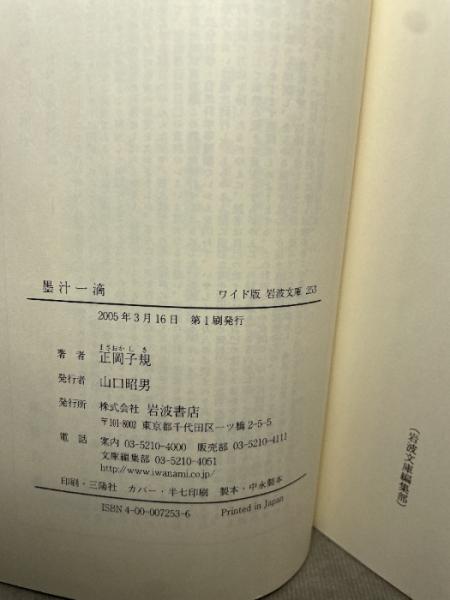 墨汁一滴 ワイド版 岩波文庫 253
2005年3月16日 第1刷発行
まさおかしき
著者 正岡子規
発行者 山口昭男
発行所 株式会社 岩波書店
〒101-8002 東京都千代田区一ツ橋2-5-5
電話 案内 03-5210-4000 販売部 03-5210-4111
文庫編集部 03-5210-4051
http://www.iwanami.co.jp/
印刷・三陽社 カバー・半七印刷 製本・中永製本
ISBN 4-00-007253-6 Printed in Japan
（岩波文庫編集部）